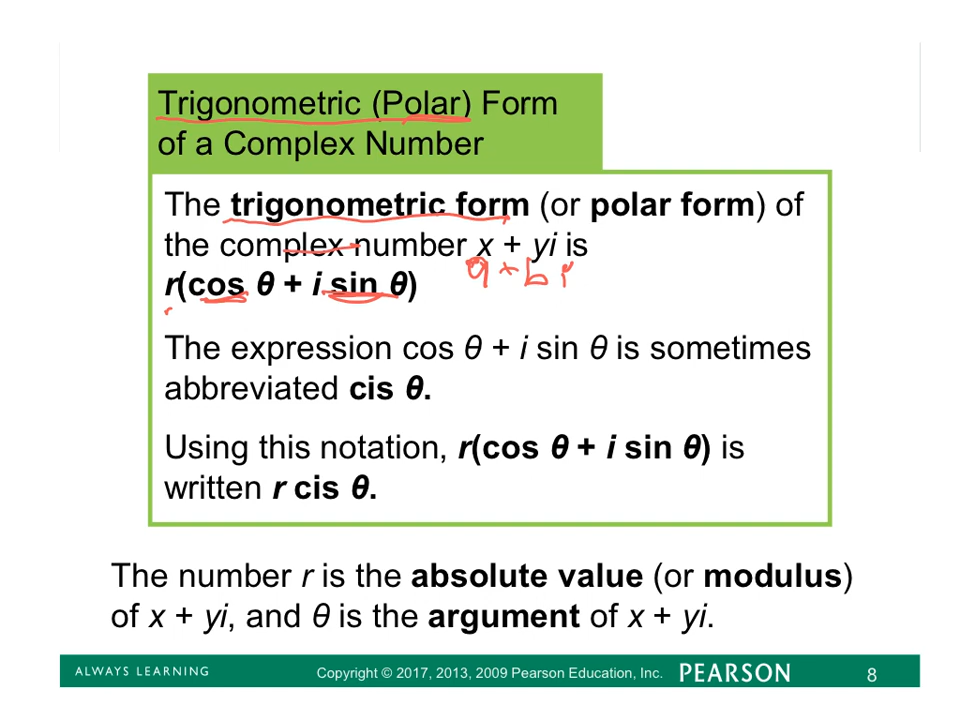 Trigonometric (Polar) Form
of a Complex Number
The trigonometric form (or polar form) of
the complex number x + yi is
a + b i
r(cos θ + i sin θ)
r
The expression cos θ + i sin θ is sometimes
abbreviated cis θ.
Using this notation, r(cos θ + i sin θ) is
written r cis θ.
The number r is the absolute value (or modulus)
of x + yi, and θ is the argument of x + yi.
ALWAYS LEARNING
Copyright © 2017, 2013, 2009 Pearson Education, Inc.
PEARSON
8